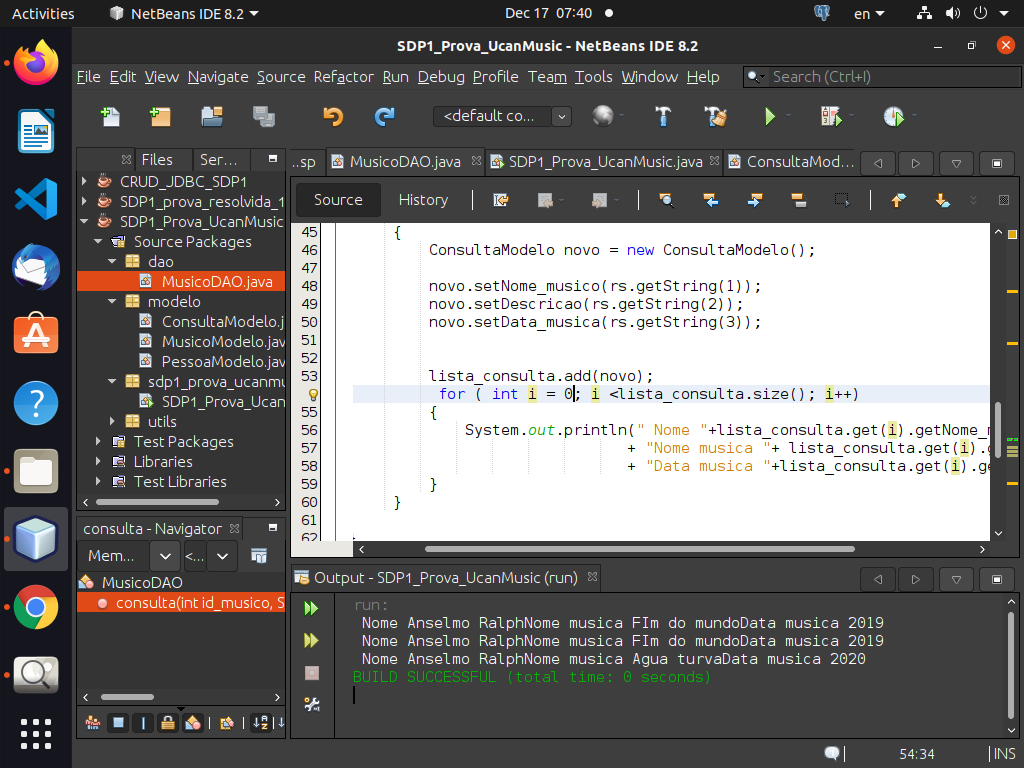 Activities NetBeans IDE 8.2 Dec 17 07:40 en
SDP1_Prova_UcanMusic - NetBeans IDE 8.2
File Edit View Navigate Source Refactor Run Debug Profile Team Tools Window Help Search (Ctrl+I)
<default co...
Files Ser... ...sp MusicoDAO.java SDP1_Prova_UcanMusic.java ConsultaMod...
Source History
CRUD_JDBC_SDP1
SDP1_prova_resolvida_1
SDP1_Prova_UcanMusic
Source Packages
dao
MusicoDAO.java
modelo
ConsultaModelo.j
MusicoModelo.jav
PessoaModelo.jav
sdp1_prova_ucanmu
SDP1_Prova_Ucan
utils
Test Packages
Libraries
Test Libraries
45 {
46 ConsultaModelo novo = new ConsultaModelo();
47
48 novo.setNome_musico(rs.getString(1));
49 novo.setDescricao(rs.getString(2));
50 novo.setData_musica(rs.getString(3));
51
52
53 lista_consulta.add(novo);
for ( int i = 0; i <lista_consulta.size(); i++)
55 {
56 System.out.println(" Nome "+lista_consulta.get(i).getNome_m
57 + "Nome musica "+ lista_consulta.get(i).g
58 + "Data musica "+lista_consulta.get(i).ge
59 }
60 }
61
62
consulta - Navigator
Mem... <...
MusicoDAO
consulta(int id_musico, S
Output - SDP1_Prova_UcanMusic (run)
run:
Nome Anselmo RalphNome musica FIm do mundoData musica 2019
Nome Anselmo RalphNome musica FIm do mundoData musica 2019
Nome Anselmo RalphNome musica Agua turvaData musica 2020
BUILD SUCCESSFUL (total time: 0 seconds)
54:34 INS